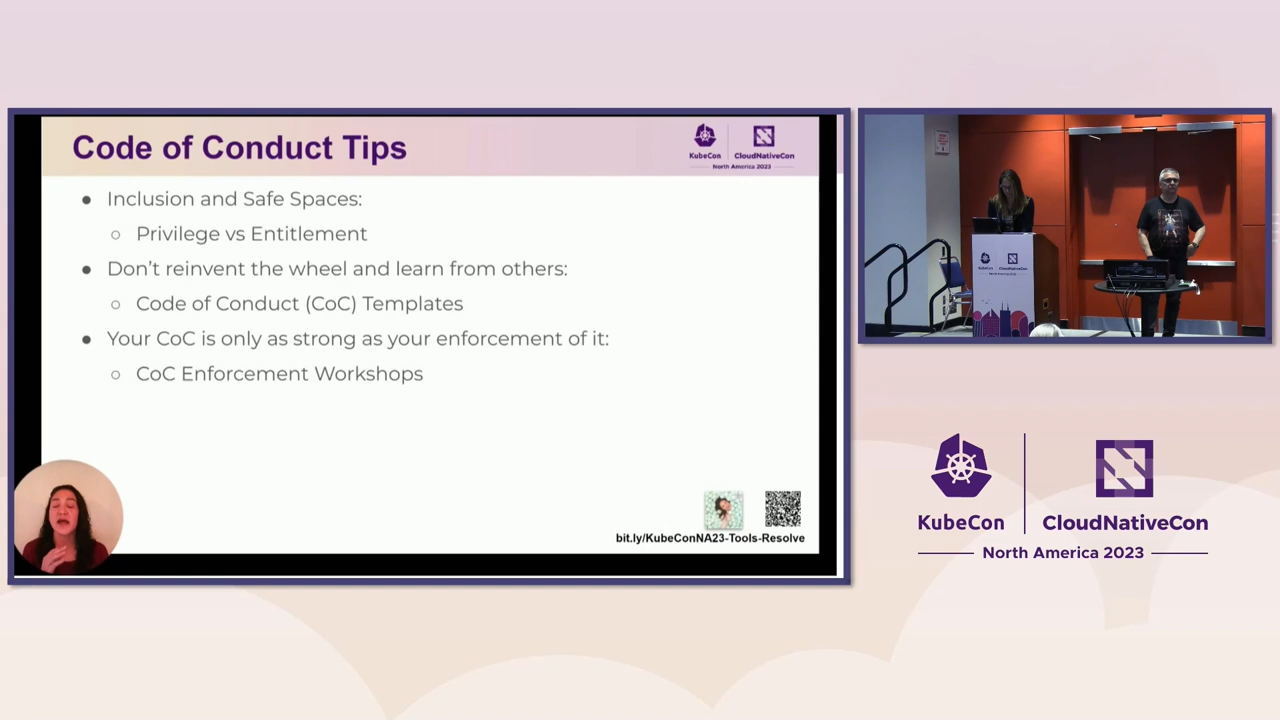 Code of Conduct Tips
KubeCon
CloudNativeCon
North America 2023
Inclusion and Safe Spaces:
Privilege vs Entitlement
Don't reinvent the wheel and learn from others:
Code of Conduct (CoC) Templates
Your CoC is only as strong as your enforcement of it:
CoC Enforcement Workshops
bit.ly/KubeConNA23-Tools-Resolve
KubeCon
CloudNativeCon
KubeCon
CloudNativeCon
North America 2023